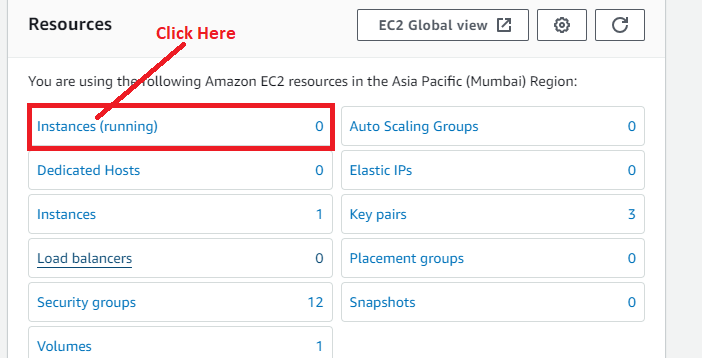 Resources
Click Here
EC2 Global view
You are using the following Amazon EC2 resources in the Asia Pacific (Mumbai) Region:
Instances (running) 0
Auto Scaling Groups 0
Dedicated Hosts 0
Elastic IPs 0
Instances 1
Key pairs 3
Load balancers 0
Placement groups 0
Security groups 12
Snapshots 0
Volumes 1